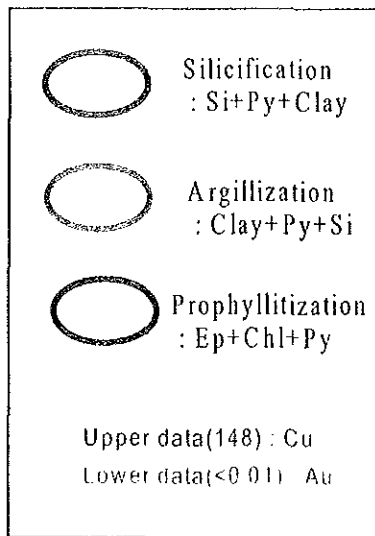 Silicification
: Si+Py+Clay
Argillization
: Clay+Py+Si
Prophyllitization
: Ep+Chl+Py
Upper data(148) : Cu
Lower data(<0.01) Au